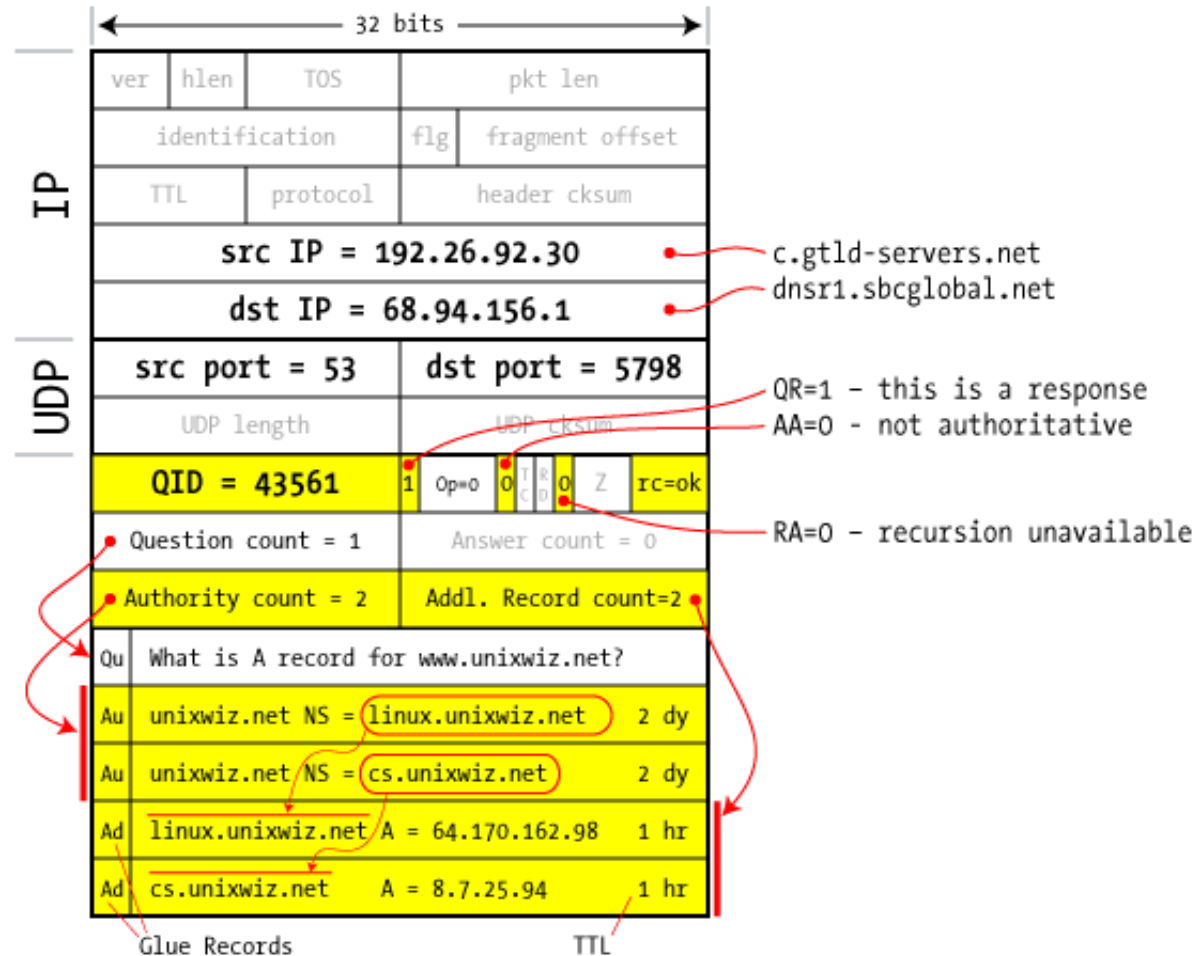 32 bits
IP
ver hlen TOS pkt len
identification flg fragment offset
TTL protocol header cksum
src IP = 192.26.92.30
c.gtld-servers.net
dst IP = 68.94.156.1
dnsr1.sbcglobal.net
UDP
src port = 53 dst port = 5798
QR=1 – this is a response
UDP length UDP cksum
AA=0 - not authoritative
QID = 43561 1 Op=0 0 TC RD 0 Z rc=ok
RA=0 – recursion unavailable
Question count = 1 Answer count = 0
Authority count = 2 Addl. Record count=2
Qu What is A record for www.unixwiz.net?
Au unixwiz.net NS = linux.unixwiz.net 2 dy
Au unixwiz.net NS = cs.unixwiz.net 2 dy
Ad linux.unixwiz.net A = 64.170.162.98 1 hr
Ad cs.unixwiz.net A = 8.7.25.94 1 hr
Glue Records TTL